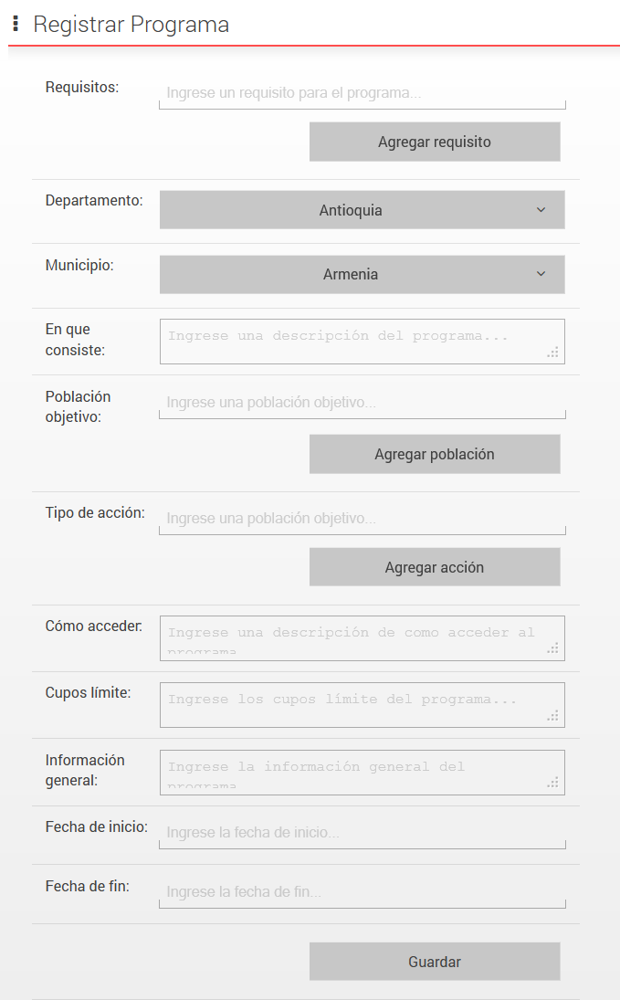 Registrar Programa
Requisitos:
Ingrese un requisito para el programa...
Agregar requisito
Departamento:
Antioquia
Municipio:
Armenia
En que
consiste:
Ingrese una descripción del programa...
Población
objetivo:
Ingrese una población objetivo...
Agregar población
Tipo de acción:
Ingrese una población objetivo...
Agregar acción
Cómo acceder:
Ingrese una descripción de como acceder al
programa
Cupos límite:
Ingrese los cupos límite del programa...
Información
general:
Ingrese la información general del
programa
Fecha de inicio:
Ingrese la fecha de inicio...
Fecha de fin:
Ingrese la fecha de fin...
Guardar